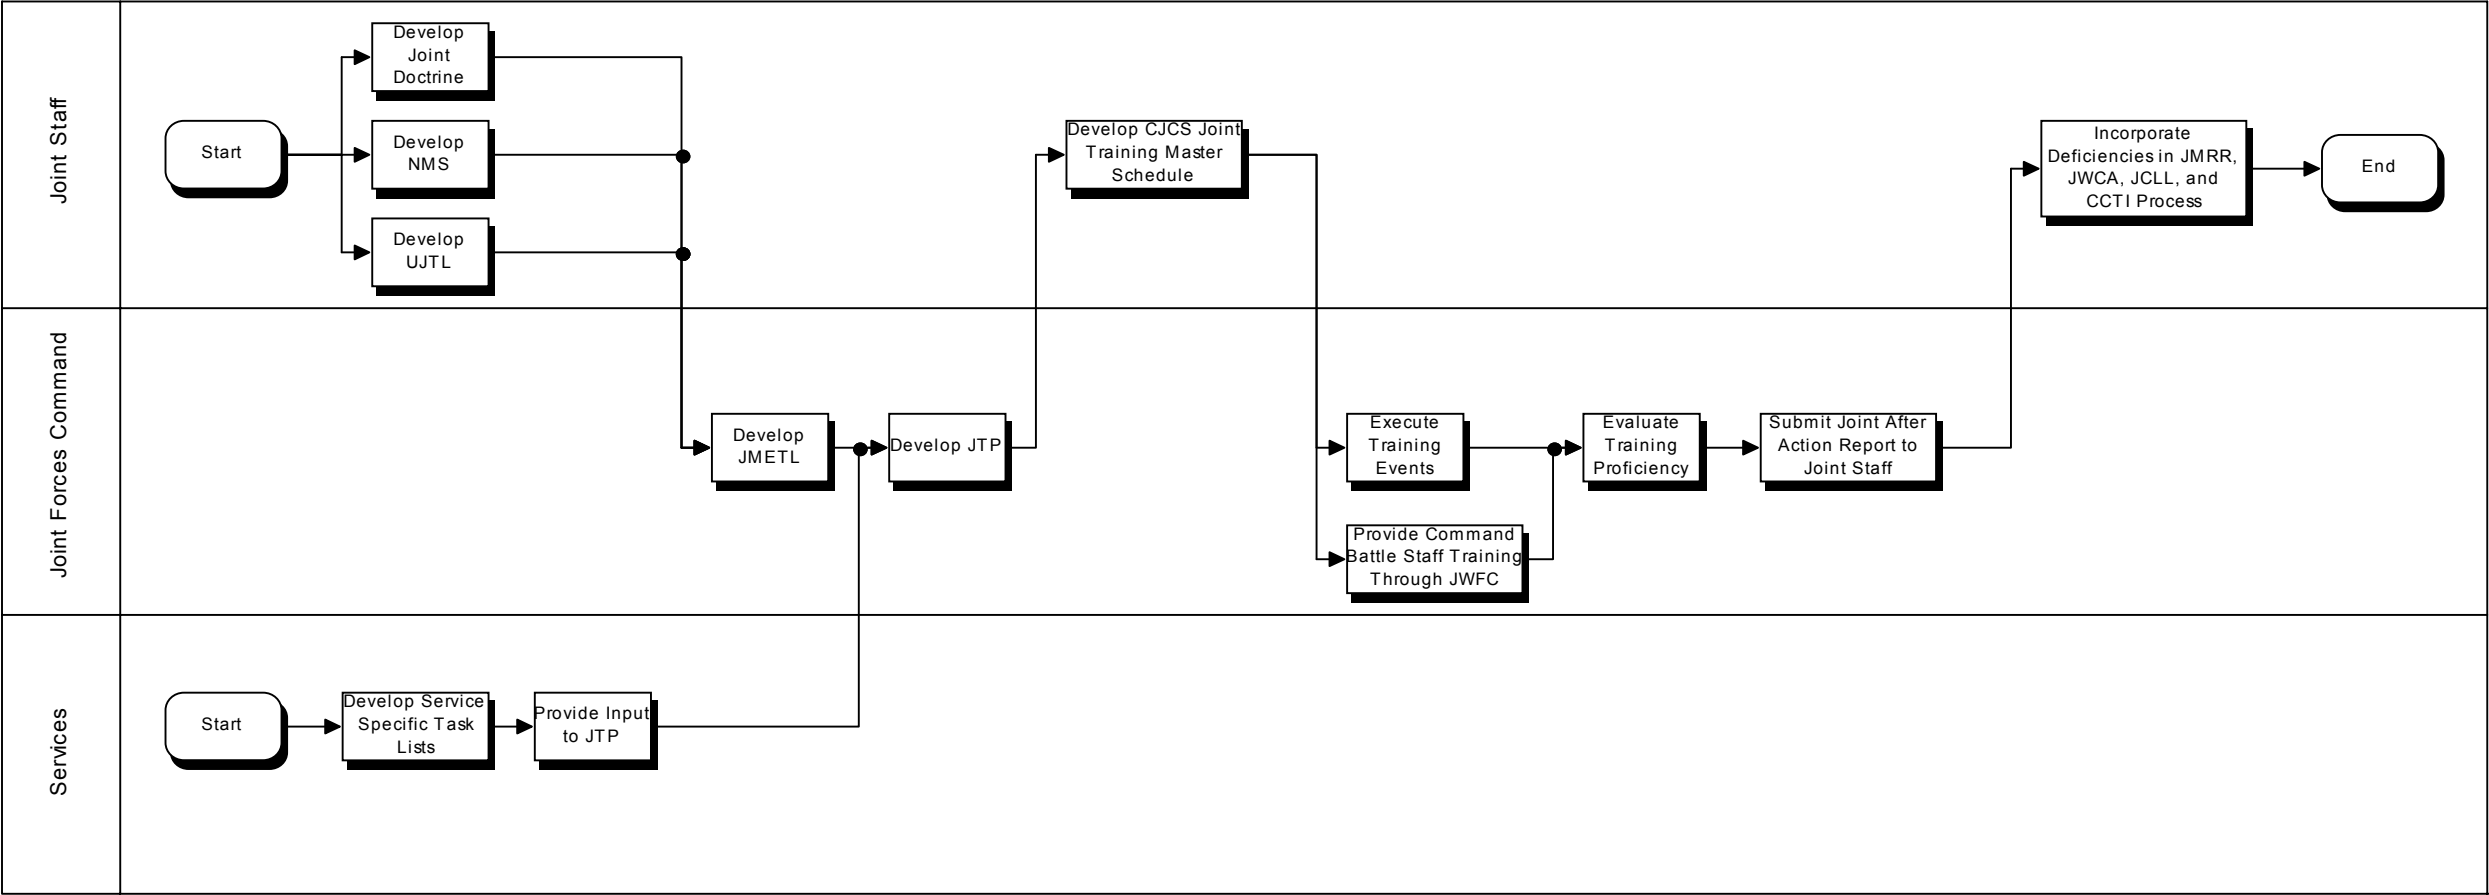 Joint Staff
Start
Develop
Joint
Doctrine
Develop
NMS
Develop
UJTL
Develop CJCS Joint
Training Master
Schedule
Incorporate
Deficiencies in JMRR,
JWCA, JCLL, and
CCTI Process
End
Joint Forces Command
Develop
JMETL
Develop JTP
Execute
Training
Events
Provide Command
Battle Staff Training
Through JWFC
Evaluate
Training
Proficiency
Submit Joint After
Action Report to
Joint Staff
Services
Start
Develop Service
Specific Task
Lists
Provide Input
to JTP